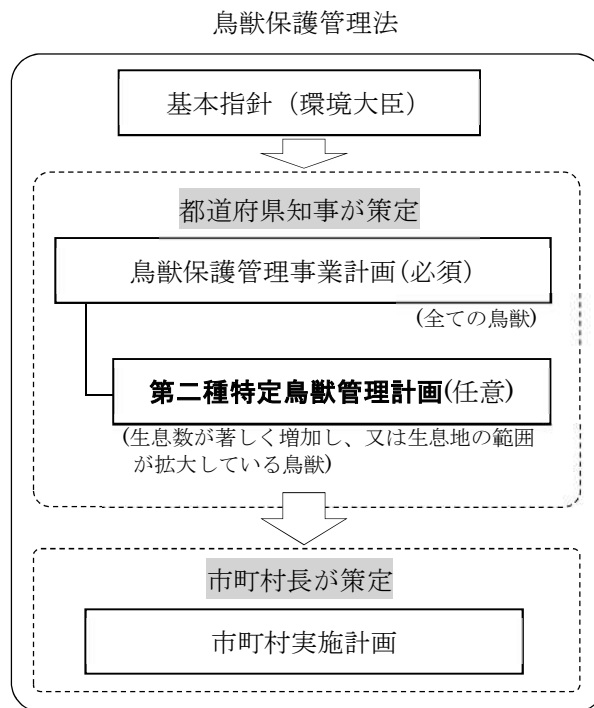 鳥獣保護管理法
基本指針（環境大臣）
都道府県知事が策定
鳥獣保護管理事業計画(必須)
(全ての鳥獣)
第二種特定鳥獣管理計画(任意)
(生息数が著しく増加し、又は生息地の範囲
が拡大している鳥獣)
市町村長が策定
市町村実施計画